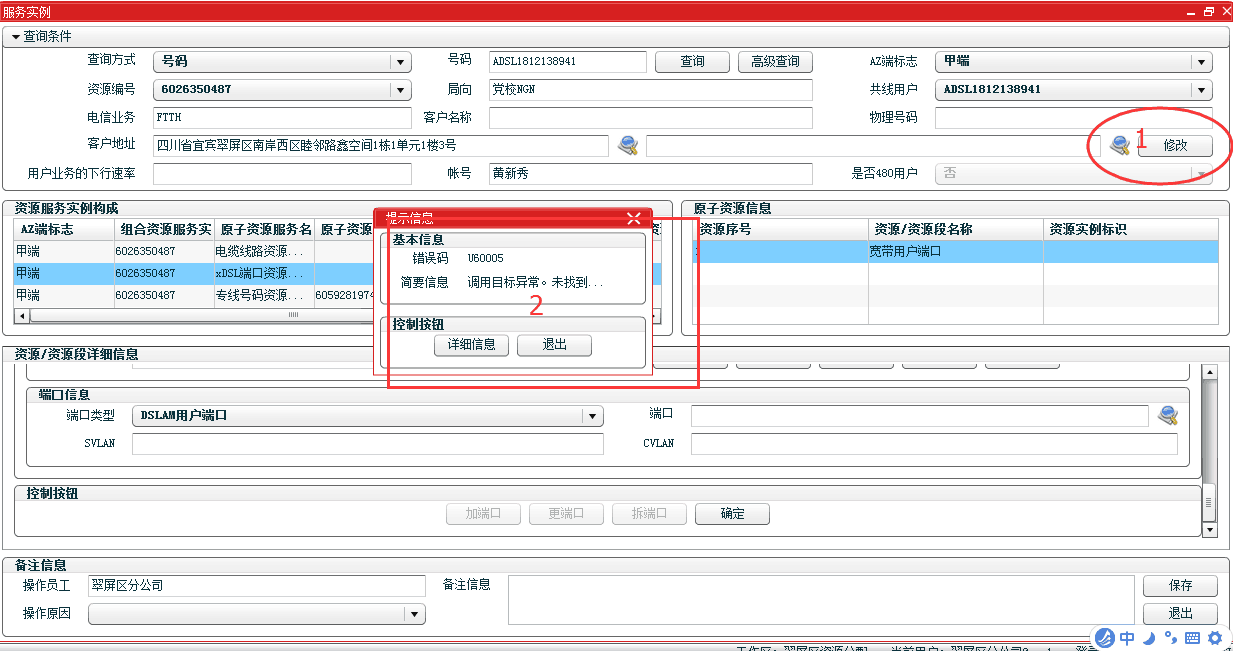 服务实例
查询条件
查询方式 号码 号码 ADSL1812138941 查询 高级查询 AZ端标志 甲端
资源编号 6026350487 局向 党校NGN 共线用户 ADSL1812138941
电信业务 FTTH 客户名称 物理号码
客户地址 四川省宜宾翠屏区南岸西区睦邻路鑫空间1栋1单元1楼3号 1 修改
用户业务的下行速率 帐号 黄新秀 是否480用户 否
资源服务实例构成
AZ端标志 组合资源服务实 原子资源服务名 原子资源
甲端 6026350487 电缆线路资源...
甲端 6026350487 xDSL端口资源...
甲端 6026350487 专线号码资源... 605928197
提示信息
基本信息
错误码 U60005
简要信息 调用目标异常。未找到...
2
控制按钮
详细信息 退出
原子资源信息
资源序号 资源/资源段名称 资源实例标识
宽带用户端口
资源/资源段详细信息
端口信息
端口类型 DSLAM用户端口 端口
SVLAN CVLAN
控制按钮
加端口 更端口 拆端口 确定
备注信息
操作员工 翠屏区分公司 备注信息 保存
操作原因 退出
中